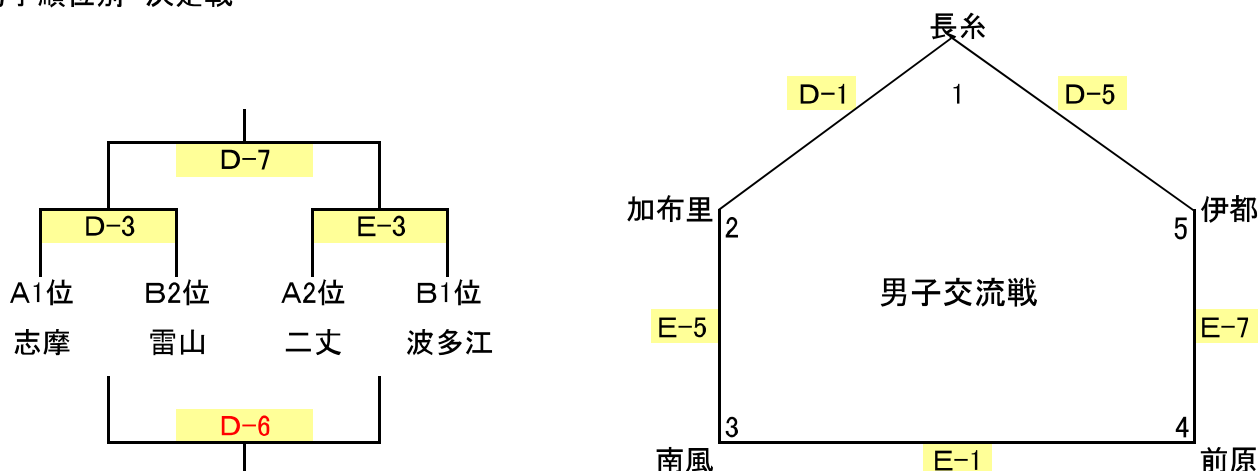 長糸
D-1
1
D-5
D-7
加布里
伊都
D-3
E-3
2
5
A1位
B2位
A2位
B1位
男子交流戦
志摩
雷山
二丈
波多江
E-5
E-7
D-6
3
4
南風
E-1
前原